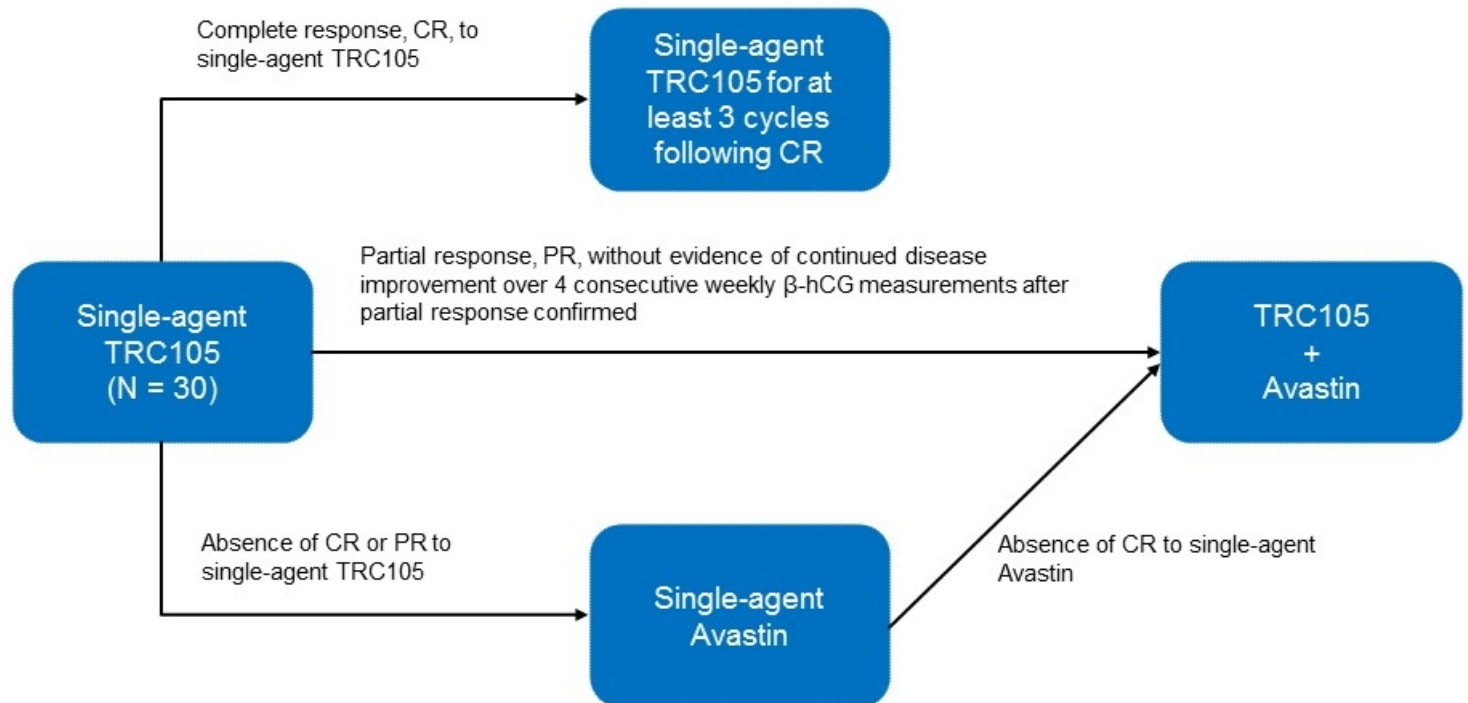 Complete response, CR, to
single-agent TRC105
Single-agent
TRC105 for at
least 3 cycles
following CR
Partial response, PR, without evidence of continued disease
improvement over 4 consecutive weekly β-hCG measurements after
partial response confirmed
Single-agent
TRC105
(N = 30)
TRC105
+
Avastin
Absence of CR or PR to
single-agent TRC105
Single-agent
Avastin
Absence of CR to single-agent
Avastin